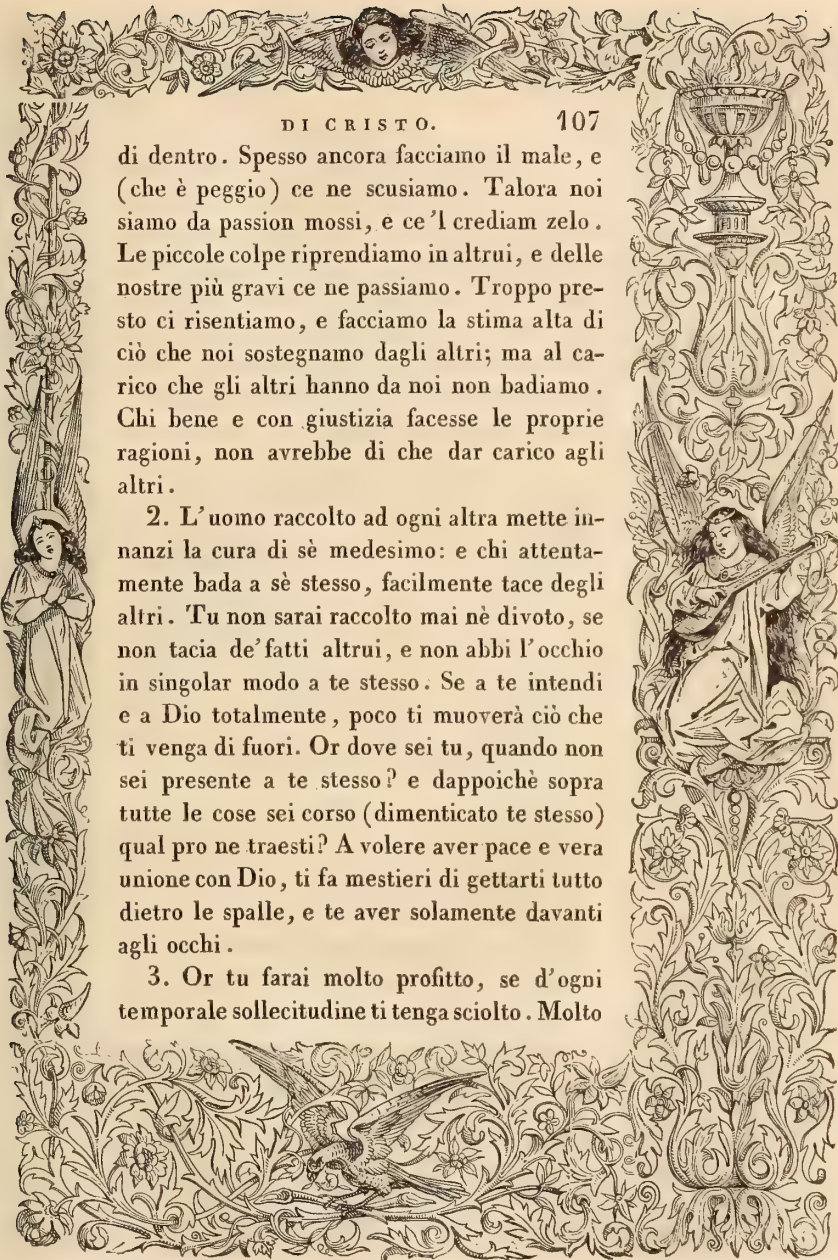 DI CRISTO. 107
di dentro. Spesso ancora facciamo il male, e
(che è peggio) ce ne scusiamo. Talora noi
siamo da passion mossi, e ce 'l crediam zelo.
Le piccole colpe riprendiamo in altrui, e delle
nostre più gravi ce ne passiamo. Troppo pre-
sto ci risentiamo, e facciamo la stima alta di
ciò che noi sostegnamo dagli altri; ma al ca-
rico che gli altri hanno da noi non badiamo.
Chi bene e con giustizia facesse le proprie
ragioni, non avrebbe di che dar carico agli
altri.
2. L'uomo raccolto ad ogni altra mette in-
nanzi la cura di sè medesimo: e chi attenta-
mente bada a sè stesso, facilmente tace degli
altri. Tu non sarai raccolto mai nè divoto, se
non tacia de' fatti altrui, e non abbi l'occhio
in singolar modo a te stesso. Se a te intendi
e a Dio totalmente, poco ti muoverà ciò che
ti venga di fuori. Or dove sei tu, quando non
sei presente a te stesso? e dappoichè sopra
tutte le cose sei corso (dimenticato te stesso)
qual pro ne traesti? A volere aver pace e vera
unione con Dio, ti fa mestieri di gettarti tutto
dietro le spalle, e te aver solamente davanti
agli occhi.
3. Or tu farai molto profitto, se d'ogni
temporale sollecitudine ti tenga sciolto. Molto